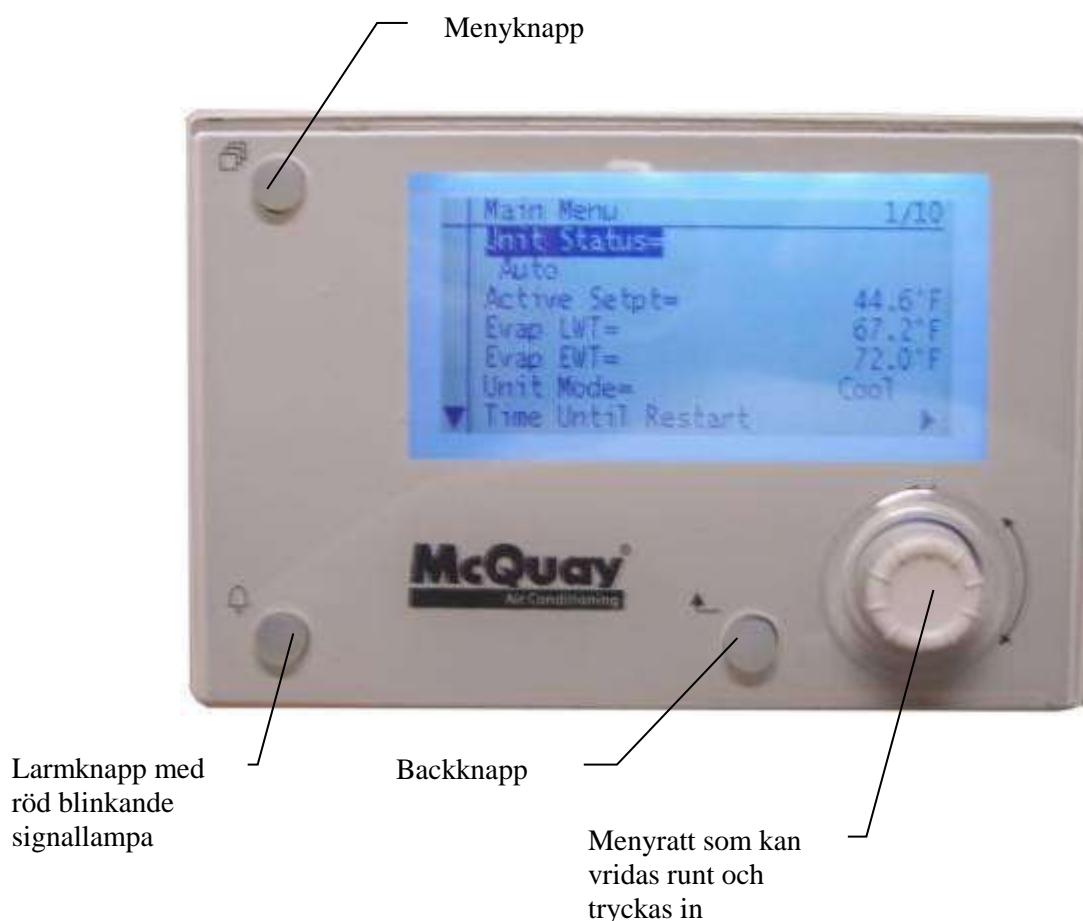 Menyknapp
Main Menu 1/10
Unit Status=
Auto
Active Setpt= 44.6°F
Evap LWT= 67.2°F
Evap EWT= 72.0°F
Unit Mode= Cool
Time Until Restart
McQuay®
Air Conditioning
Larmknapp med
röd blinkande
signallampa
Backknapp
Menyratt som kan
vridas runt och
tryckas in